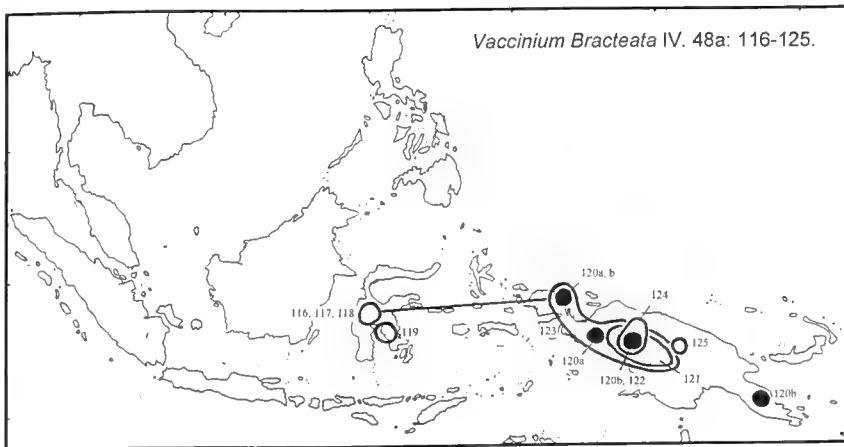 Vaccinium Bracteata IV. 48a: 116-125.
120a, b
124
116, 117, 118
119
123
125
120a
120b, 122
121
120b